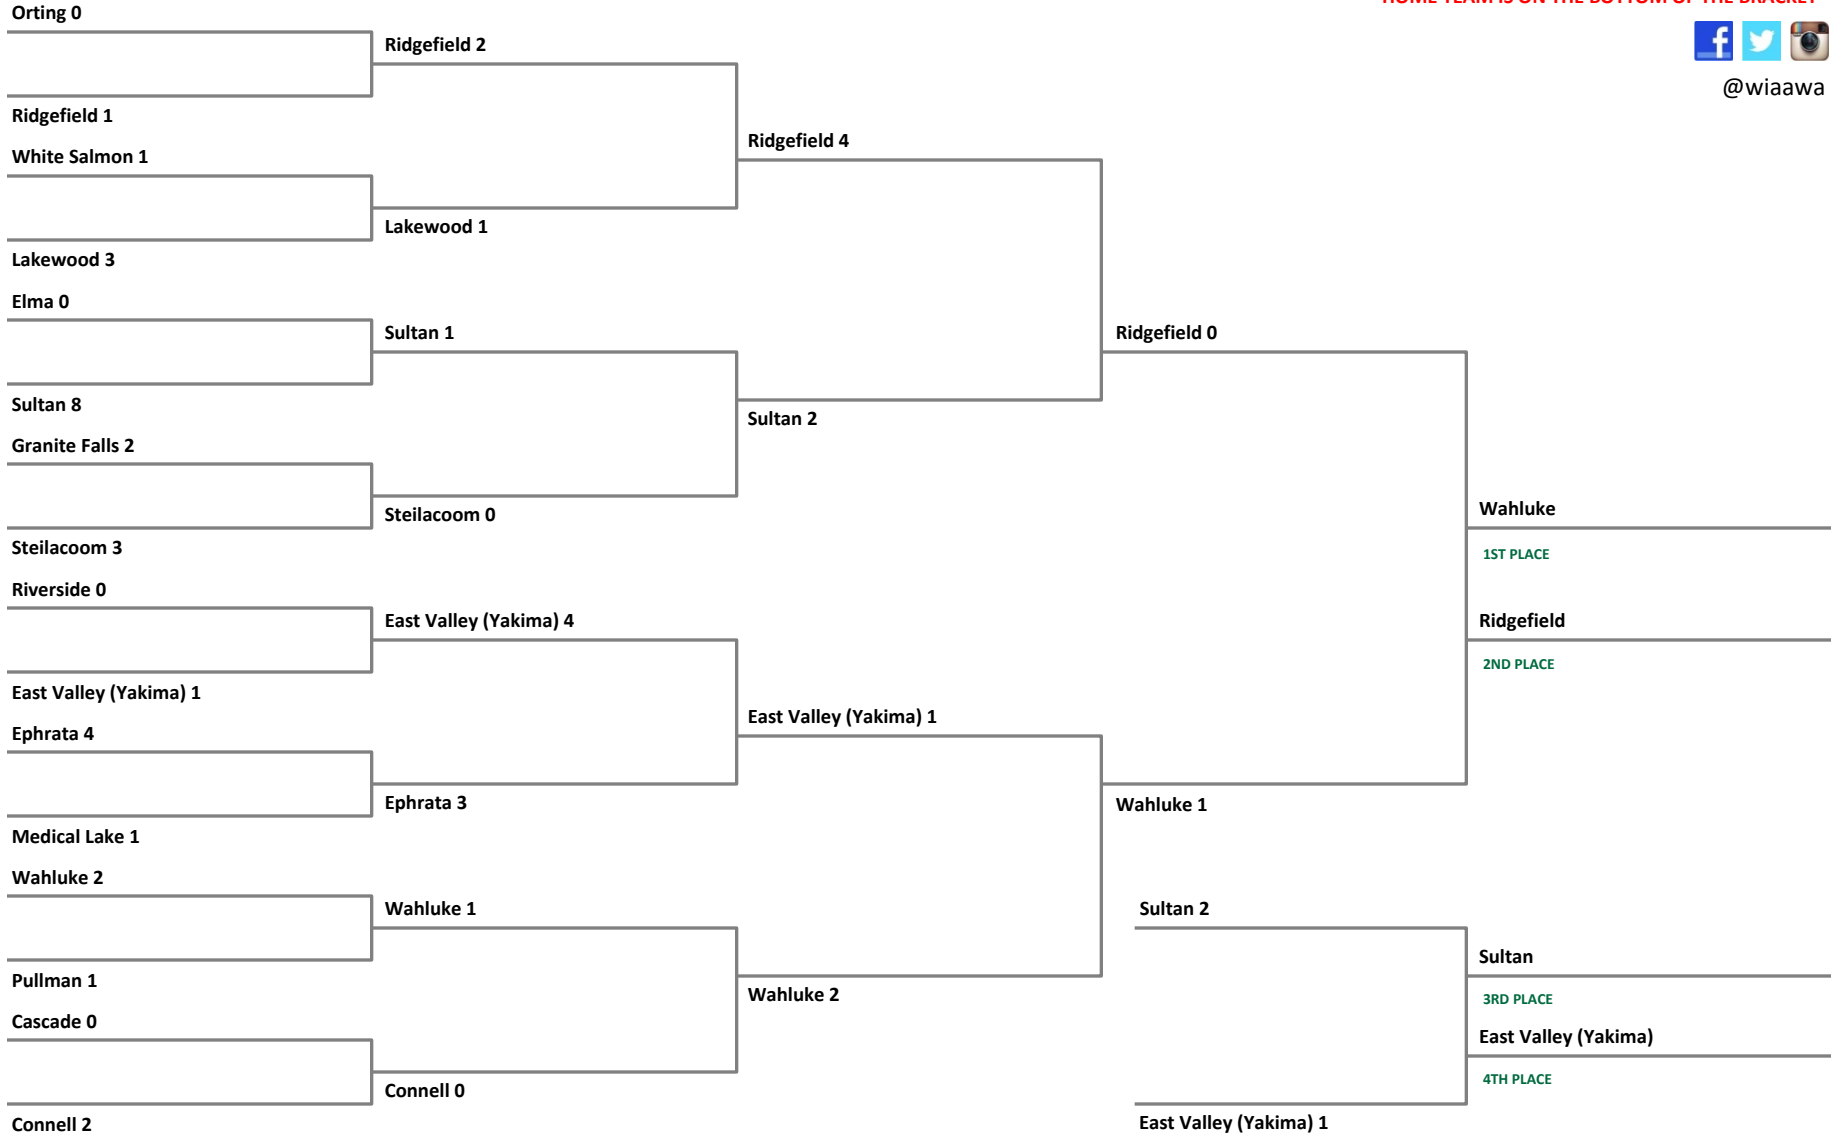 HOME TEAM IS ON THE BOTTOM OF THE BRACKET
@wiaawa
Orting 0
Ridgefield 1
White Salmon 1
Lakewood 3
Elma 0
Sultan 8
Granite Falls 2
Steilacoom 3
Riverside 0
East Valley (Yakima) 1
Ephrata 4
Medical Lake 1
Wahluke 2
Pullman 1
Cascade 0
Connell 2
Ridgefield 2
Lakewood 1
Sultan 1
Steilacoom 0
East Valley (Yakima) 4
Ephrata 3
Wahluke 1
Connell 0
Ridgefield 4
Sultan 2
East Valley (Yakima) 1
Wahluke 2
Ridgefield 0
Wahluke 1
Sultan 2
East Valley (Yakima) 1
Wahluke
1ST PLACE
Ridgefield
2ND PLACE
Sultan
3RD PLACE
East Valley (Yakima)
4TH PLACE